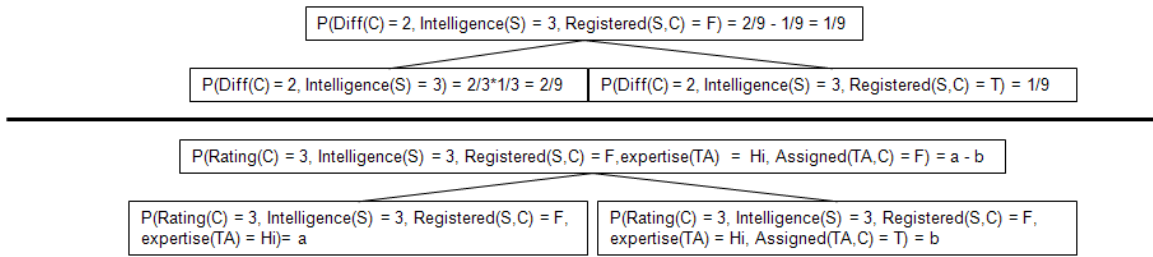 P(Diff(C) = 2, Intelligence(S) = 3, Registered(S,C) = F) = 2/9 - 1/9 = 1/9
P(Diff(C) = 2, Intelligence(S) = 3) = 2/3*1/3 = 2/9
P(Diff(C) = 2, Intelligence(S) = 3, Registered(S,C) = T) = 1/9
P(Rating(C) = 3, Intelligence(S) = 3, Registered(S,C) = F,expertise(TA) = Hi, Assigned(TA,C) = F) = a - b
P(Rating(C) = 3, Intelligence(S) = 3, Registered(S,C) = F,
expertise(TA) = Hi)= a
P(Rating(C) = 3, Intelligence(S) = 3, Registered(S,C) = F,
expertise(TA) = Hi, Assigned(TA,C) = T) = b